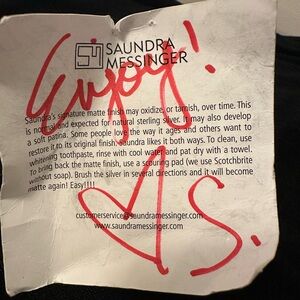 SAUNDRA
MESSINGER
Enjoy!
Saundra's signature matte finish may oxidize, or tarnish, over time. This
is normal and expected for natural sterling silver. It may also develop
a soft patina. Some people love the way it ages and others want to
restore it to its original finish. Saundra likes it both ways. To clean, use
whitening toothpaste, rinse with cool water and pat dry with a towel.
To bring back the matte finish, use a scouring pad (we use Scotchbrite
without soap). Brush the silver in several directions and it will become
matte again! Easy!!!!
S.
customerservice@saundramessinger.com
www.saundramessinger.com